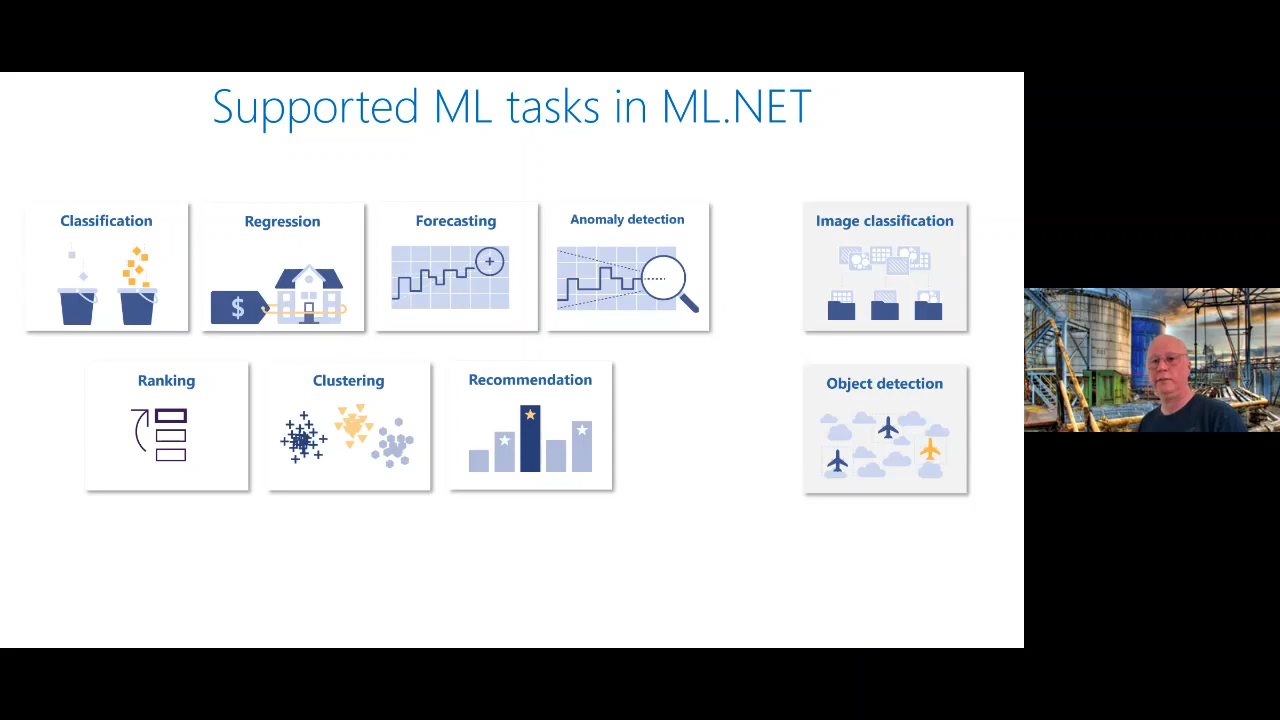 Supported ML tasks in ML.NET
Classification
Regression
$
Forecasting
Anomaly detection
Image classification
Ranking
Clustering
Recommendation
Object detection